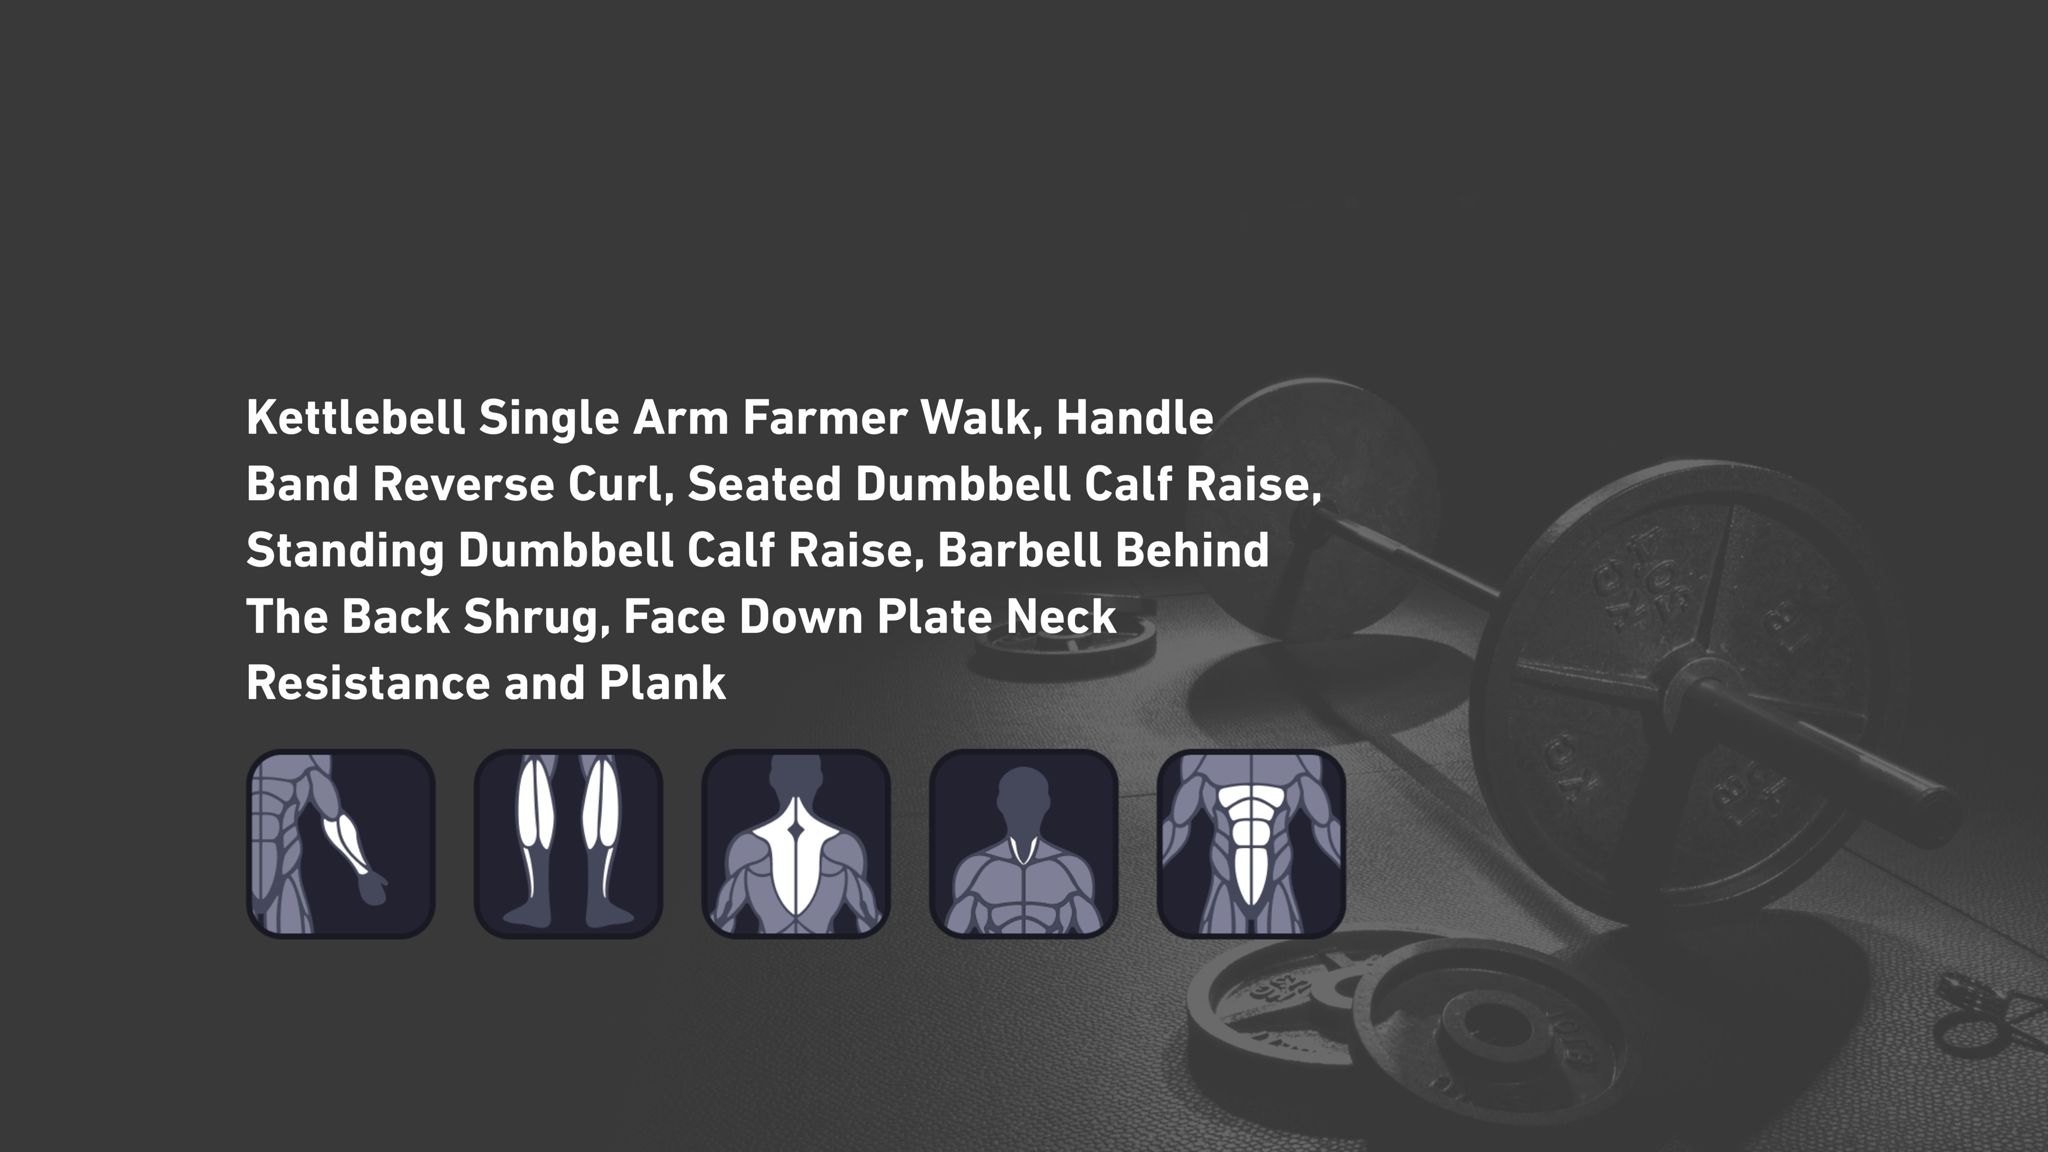 Kettlebell Single Arm Farmer Walk, Handle
Band Reverse Curl, Seated Dumbbell Calf Raise,
Standing Dumbbell Calf Raise, Barbell Behind
The Back Shrug, Face Down Plate Neck
Resistance and Plank